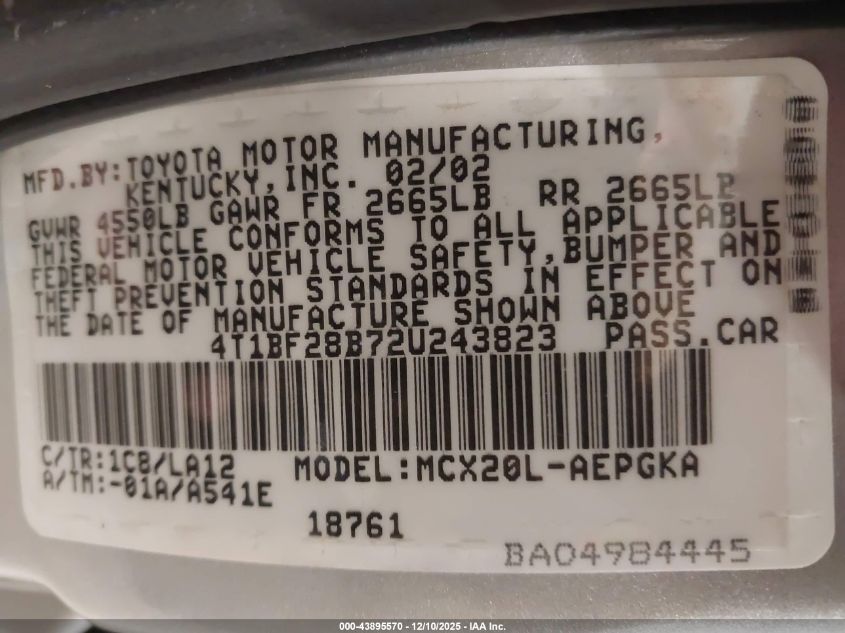 MFD.BY:TOYOTA MOTOR MANUFACTURING,
KENTUCKY,INC. 02/02
GVWR 4550LB GAWR FR 2665LB RR 2665LB
THIS VEHICLE CONFORMS TO ALL APPLICABLE
FEDERAL MOTOR VEHICLE SAFETY,BUMPER AND
THEFT PREVENTION STANDARDS IN EFFECT ON
THE DATE OF MANUFACTURE SHOWN ABOVE
4T1BF28B72U243823 PASS.CAR
C/TR:1C8/LA12
A/TM:-01A/A541E
MODEL:MCX20L-AEPGKA
18761
BA04984445
000-43895570 - 12/10/2025 - IAA Inc.